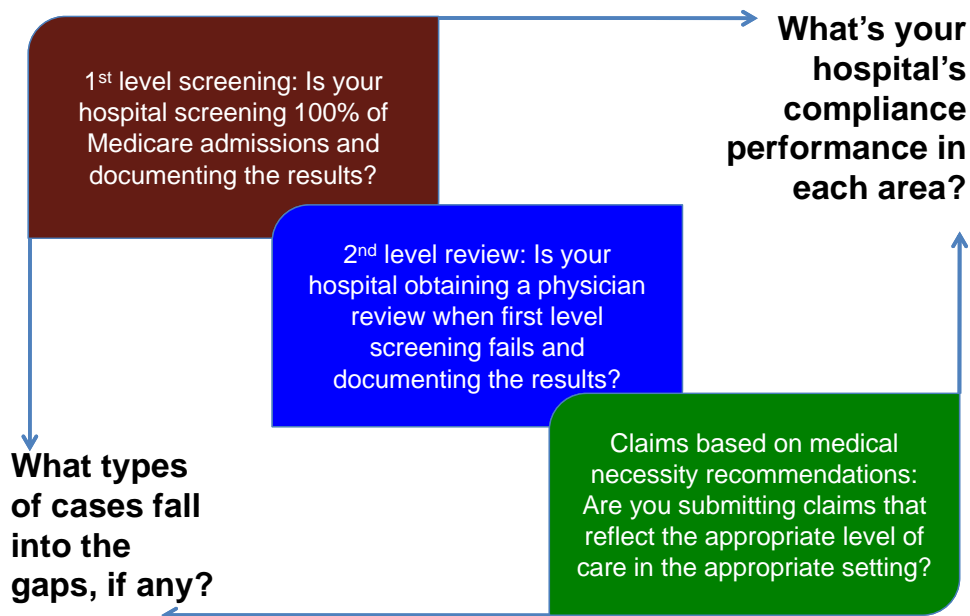 1st level screening: Is your
hospital screening 100% of
Medicare admissions and
documenting the results?
What's your
hospital's
compliance
performance in
each area?
2nd level review: Is your
hospital obtaining a physician
review when first level
screening fails and
documenting the results?
What types
of cases fall
into the
gaps, if any?
Claims based on medical
necessity recommendations:
Are you submitting claims that
reflect the appropriate level of
care in the appropriate setting?